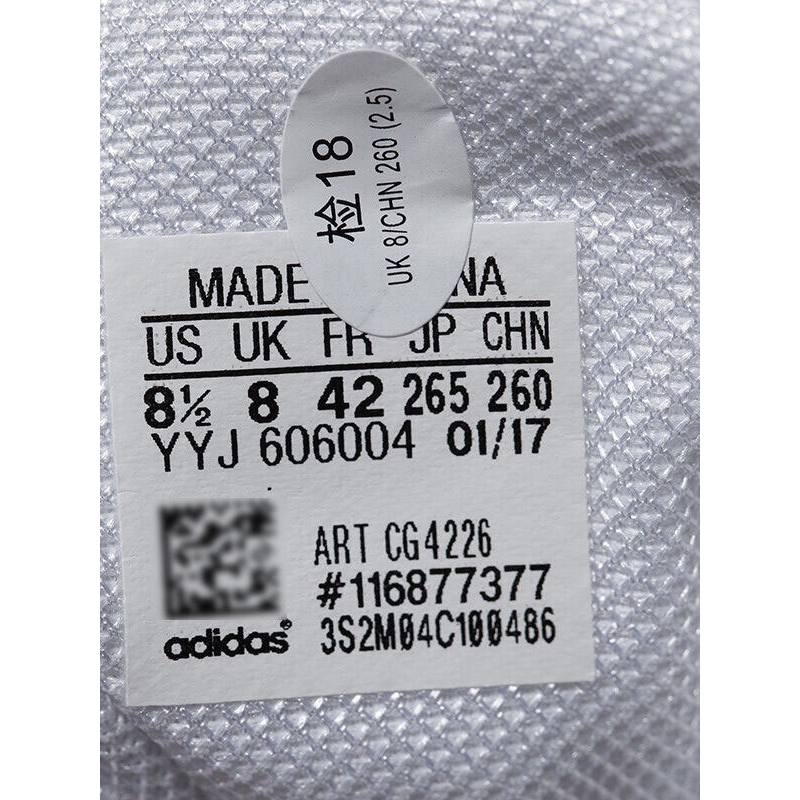 检18
UK 8/CHN 260 (2.5)
MADE NA
US UK FR JP CHN
8½ 8 42 265 260
YYJ 606004 01/17
ART CG4226
#116877377
adidas® 3S2M04C100486